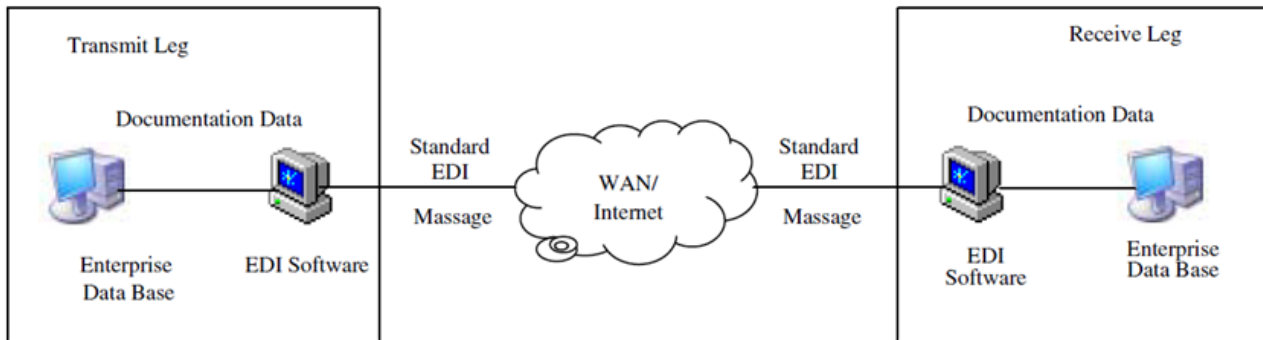 Transmit Leg
Documentation Data
Enterprise
Data Base
EDI Software
Standard
EDI
Massage
WAN/
Internet
Standard
EDI
Massage
Receive Leg
Documentation Data
EDI
Software
Enterprise
Data Base